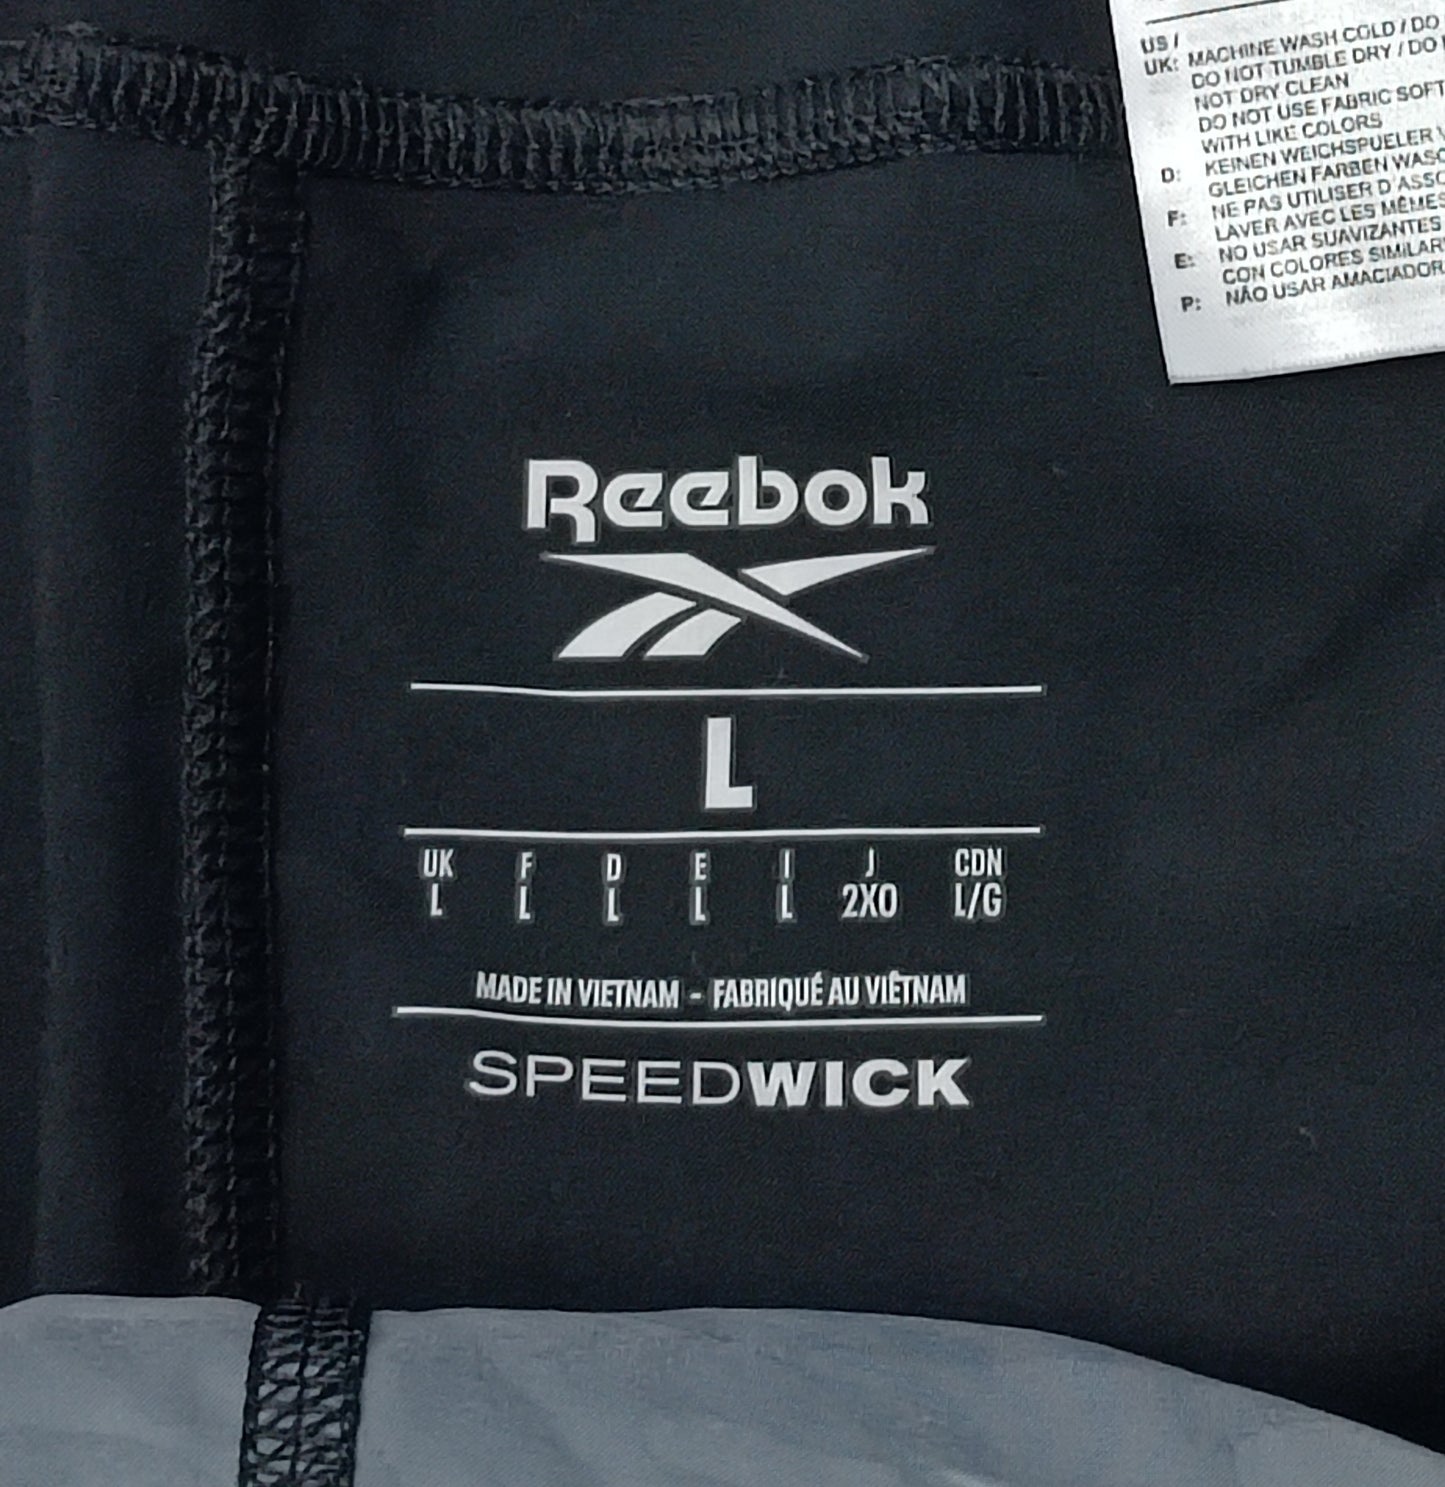 US /
UK: MACHINE WASH COLD / DO
DO NOT TUMBLE DRY / DO
NOT DRY CLEAN
DO NOT USE FABRIC SOFT
WITH LIKE COLORS
D: KEINEN WEICHSPUELER
GLEICHEN FARBEN WASC
F: NE PAS UTILISER D'ASSO
LAVER AVEC LES MÊMES
E: NO USAR SUAVIZANTES
CON COLORES SIMILAR
P: NÃO USAR AMACIADOR
Reebok
L
UK F D E I J CDN
L L L L L 2XO L/G
MADE IN VIETNAM - FABRIQUÉ AU VIÊTNAM
SPEEDWICK